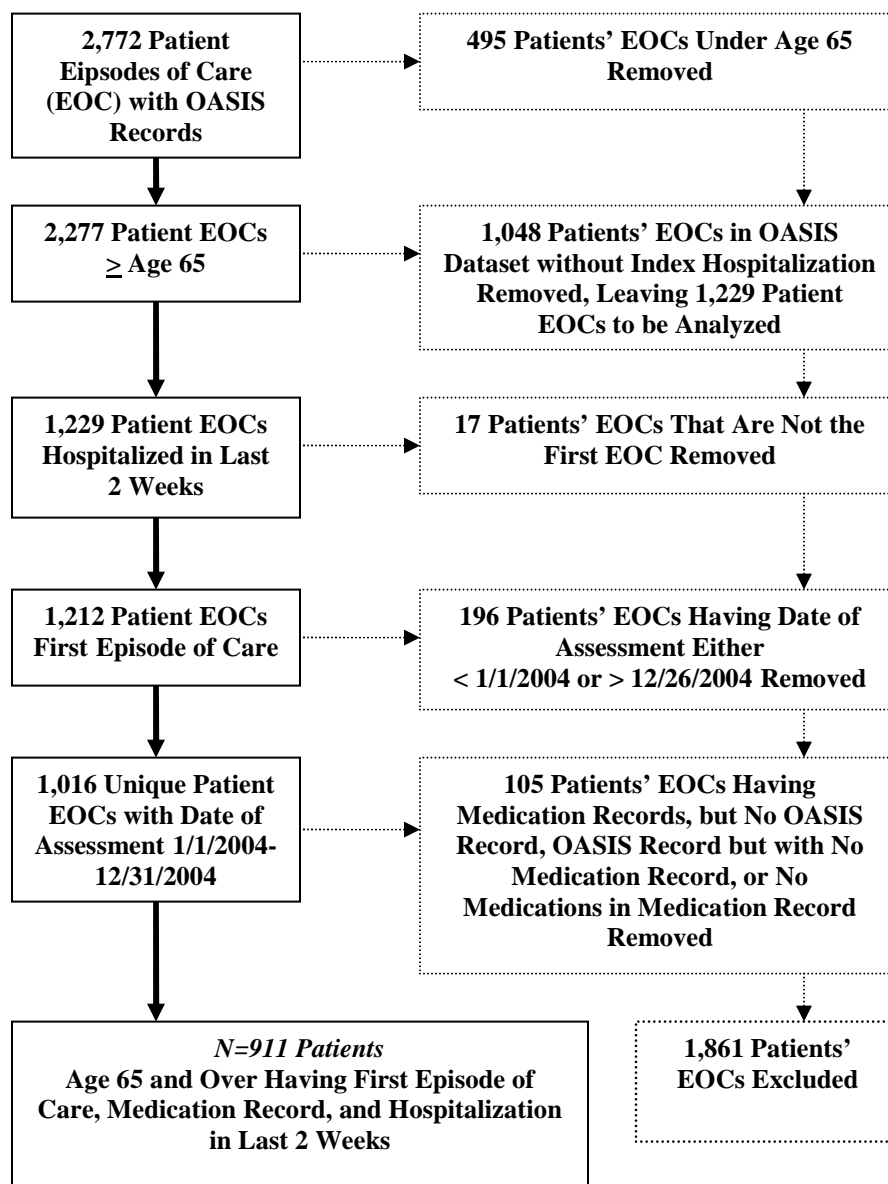 2,772 Patient
Eipsodes of Care
(EOC) with OASIS
Records
495 Patients’ EOCs Under Age 65
Removed
2,277 Patient EOCs
≥ Age 65
1,048 Patients’ EOCs in OASIS
Dataset without Index Hospitalization
Removed, Leaving 1,229 Patient
EOCs to be Analyzed
1,229 Patient EOCs
Hospitalized in Last
2 Weeks
17 Patients’ EOCs That Are Not the
First EOC Removed
1,212 Patient EOCs
First Episode of Care
196 Patients’ EOCs Having Date of
Assessment Either
< 1/1/2004 or > 12/26/2004 Removed
1,016 Unique Patient
EOCs with Date of
Assessment 1/1/2004-
12/31/2004
105 Patients’ EOCs Having
Medication Records, but No OASIS
Record, OASIS Record but with No
Medication Record, or No
Medications in Medication Record
Removed
N=911 Patients
Age 65 and Over Having First Episode of
Care, Medication Record, and Hospitalization
in Last 2 Weeks
1,861 Patients’
EOCs Excluded